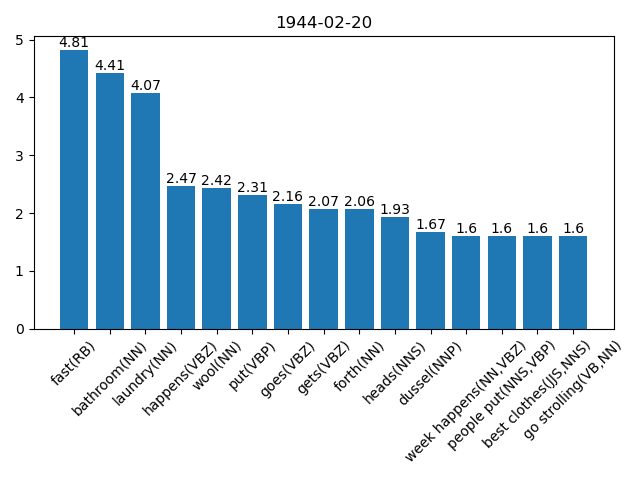 1944-02-20
5
4
3
2
1
0
4.81
4.41
4.07
2.47
2.42
2.31
2.16
2.07
2.06
1.93
1.67
1.6
1.6
1.6
1.6
fast(RB)
bathroom(NN)
laundry(NN)
happens(VBZ)
wool(NN)
put(VBP)
goes(VBZ)
gets(VBZ)
forth(NN)
heads(NNS)
dussel(NNP)
week happens(NN,VBZ)
people put(NNS,VBP)
best clothes(JJS,NNS)
go strolling(VB,NN)